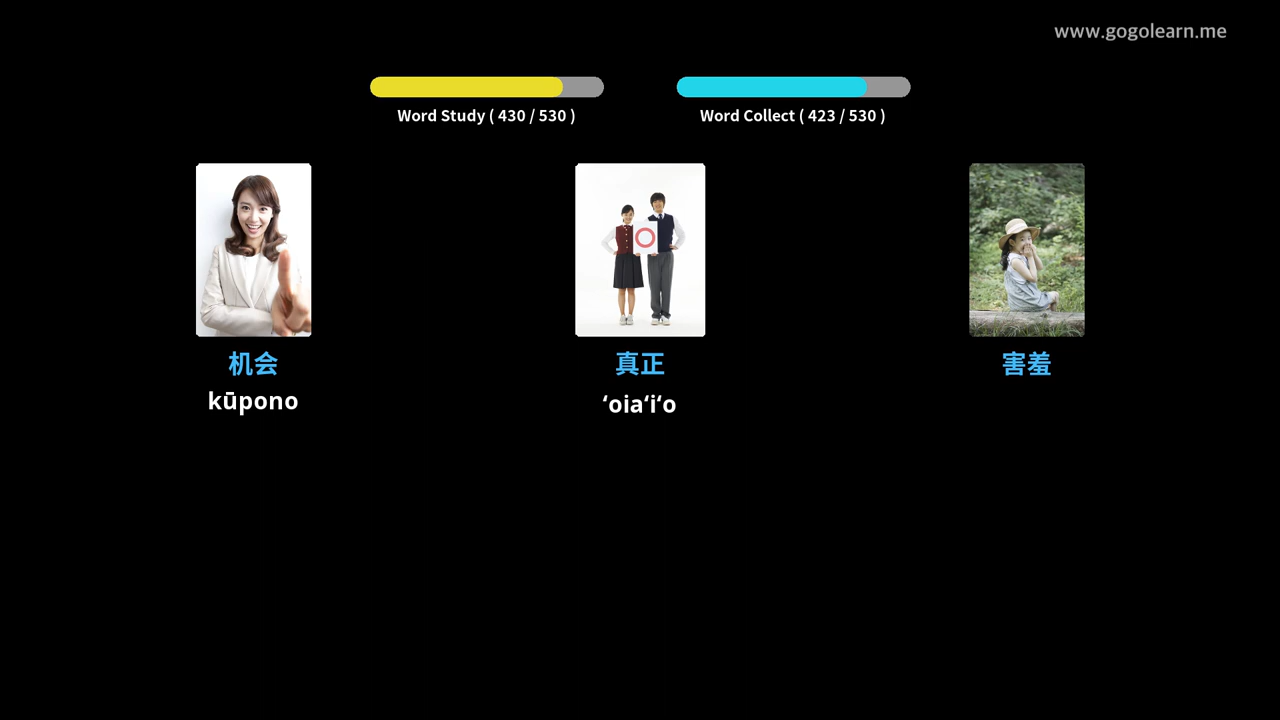 www.gogolearn.me
Word Study ( 430 / 530 )
Word Collect ( 423 / 530 )
机会
真正
害羞
kūpono
ʻoiaʻiʻo